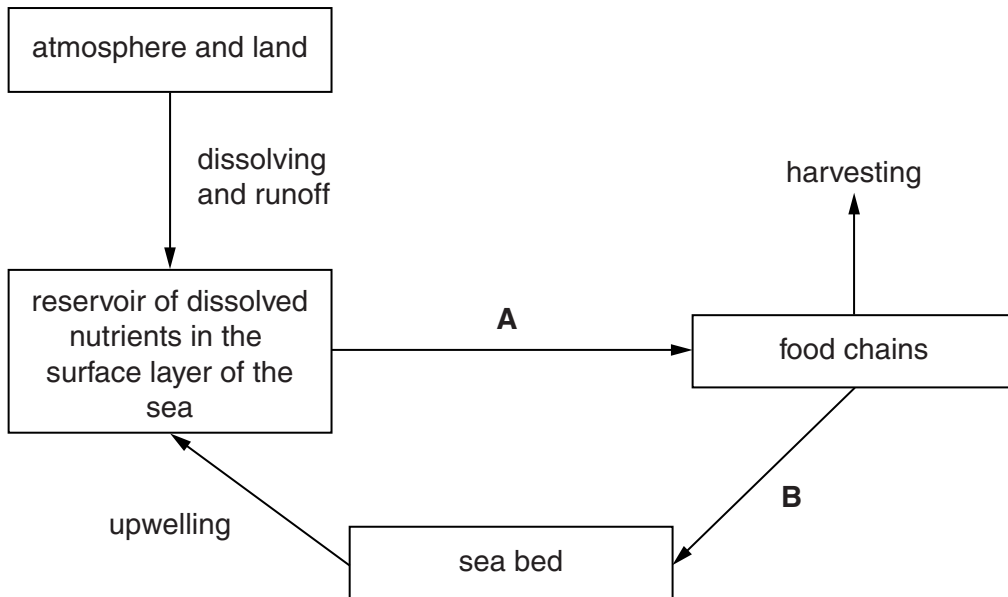 atmosphere and land
dissolving
and runoff
harvesting
reservoir of dissolved
nutrients in the
surface layer of the
sea
A
food chains
B
upwelling
sea bed